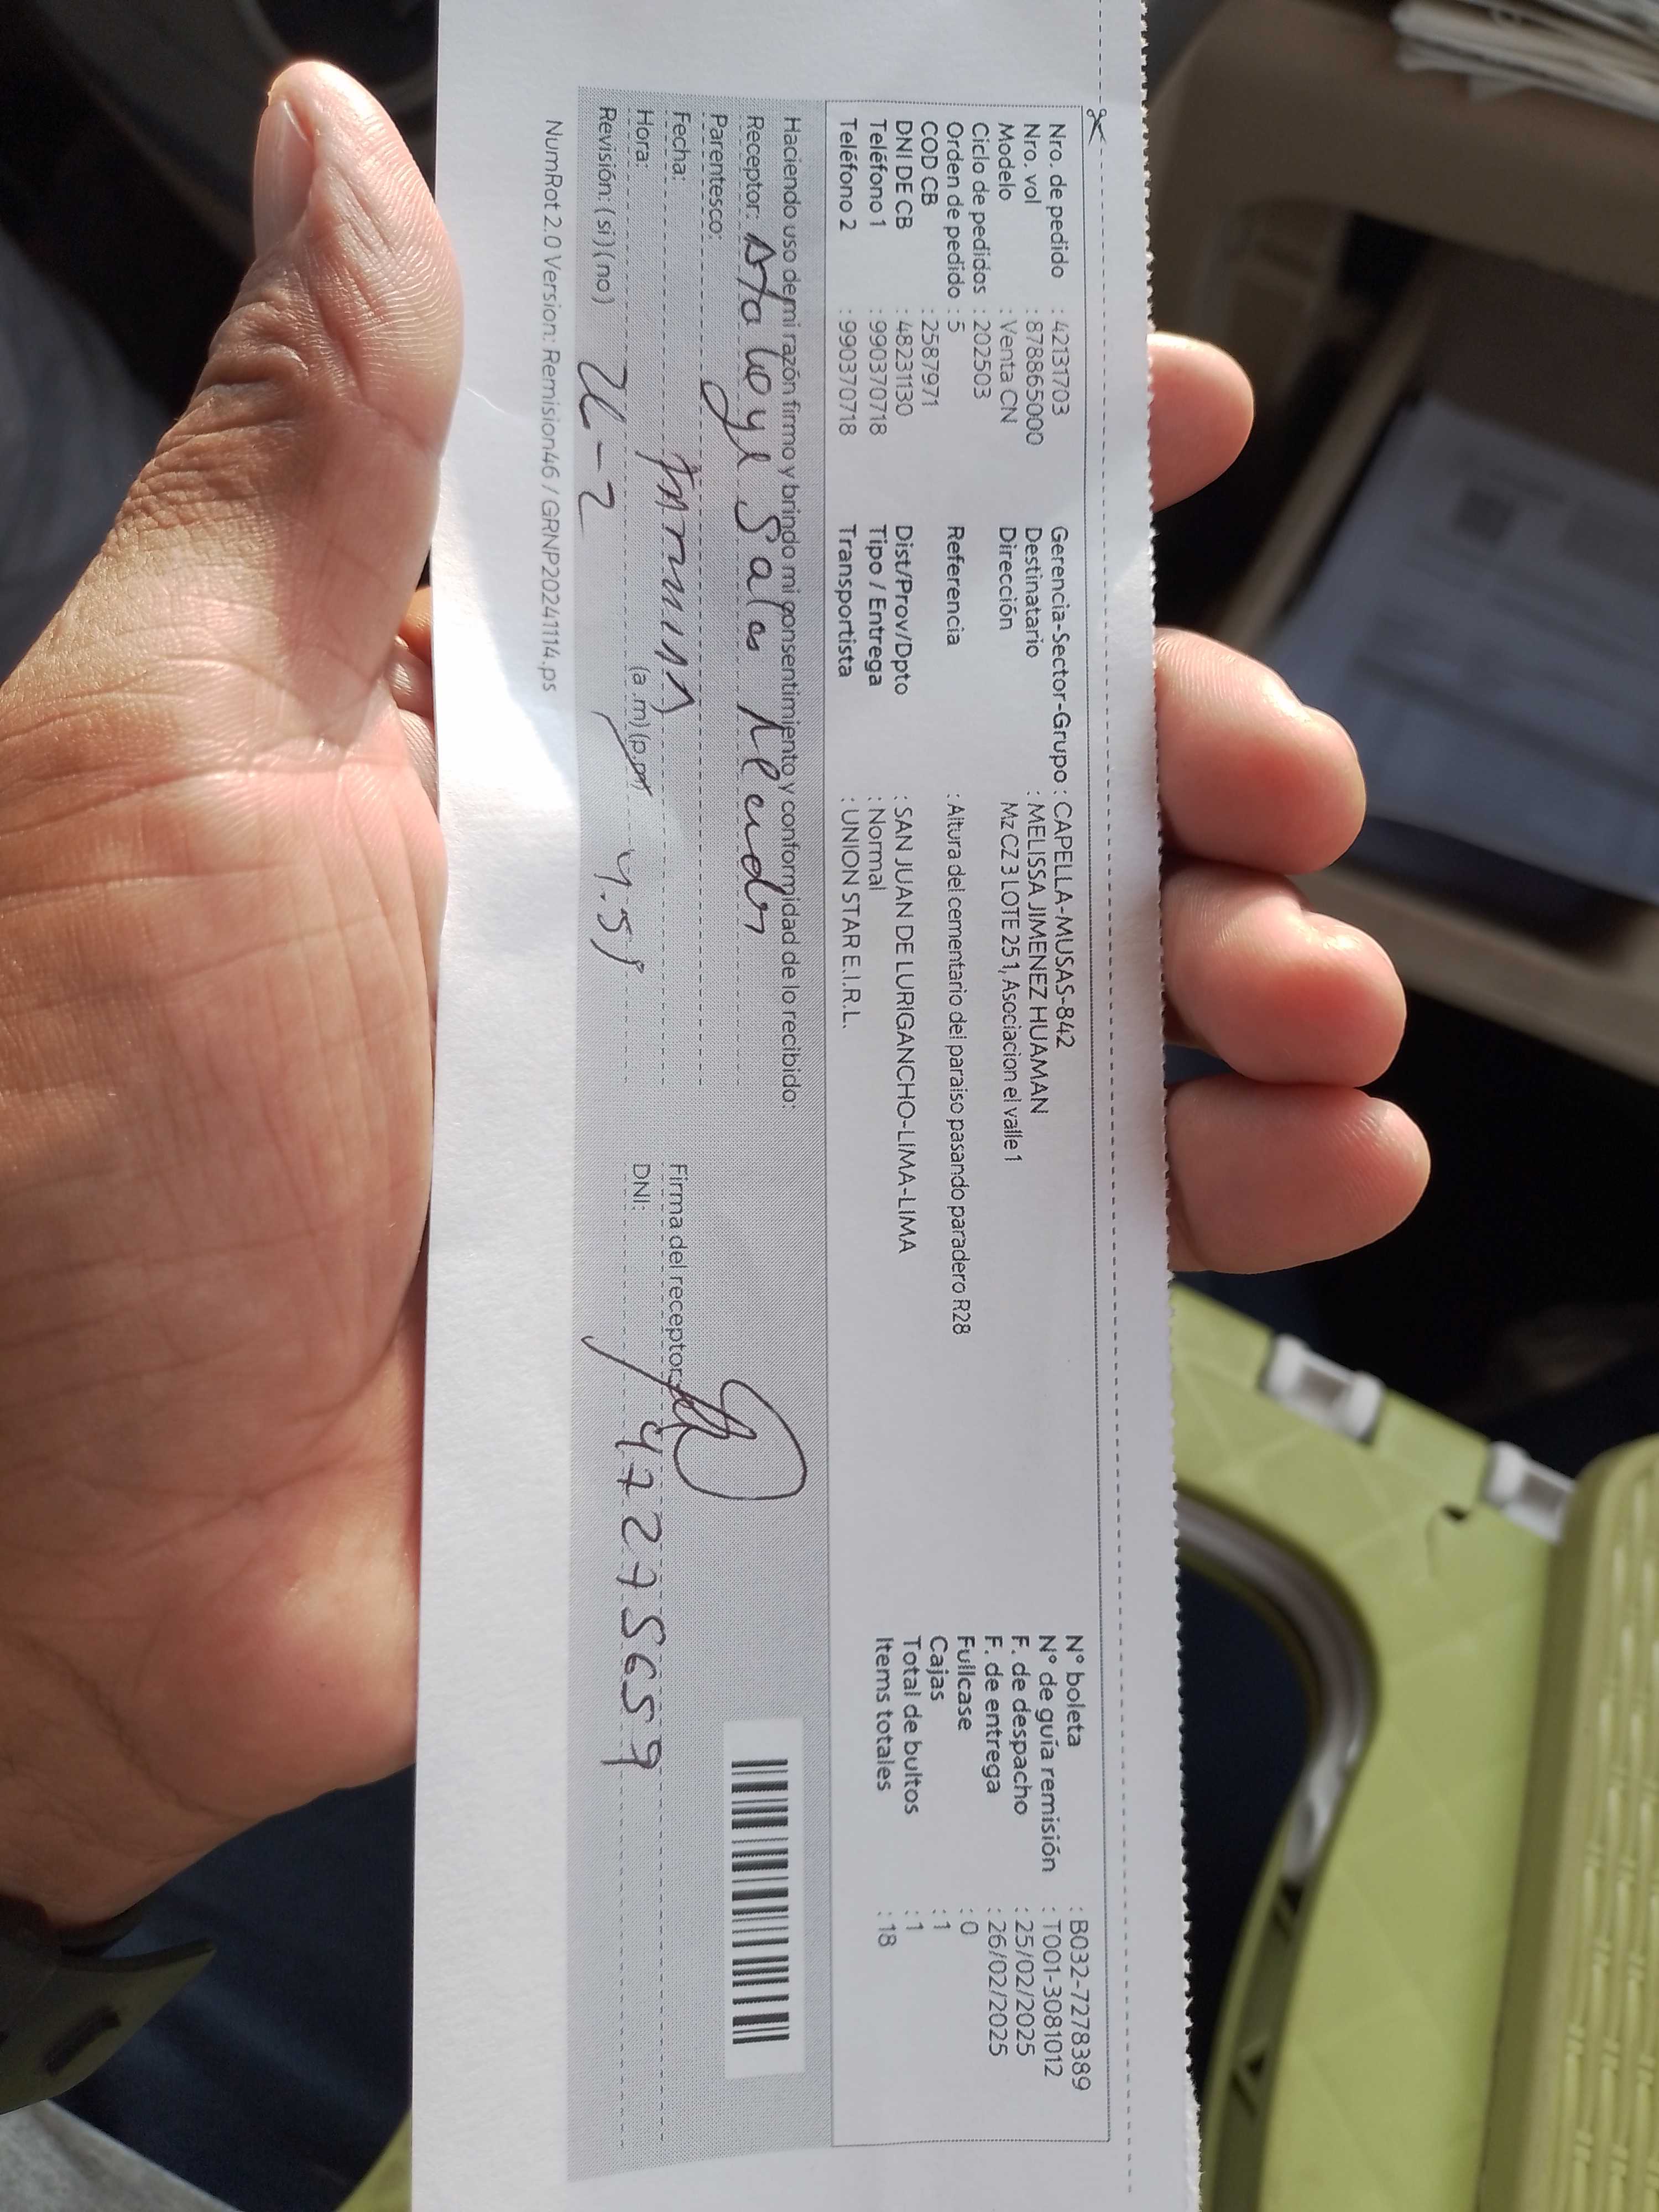 Nro. de pedido : 42131703
Nro. vol : 878865000
Modelo : Venta CN
Ciclo de pedidos : 202503
Orden de pedido : 5
COD CB : 2587971
DNI DE CB : 48231130
Teléfono 1 : 990370718
Teléfono 2 : 990370718
Gerencia-Sector-Grupo : CAPELLA-MUSAS-842
Destinatario : MELISSA JIMENEZ HUAMAN
Dirección Mz CZ 3 LOTE 25 1, Asociacion el valle 1
Referencia : Altura del cementario del paraiso pasando paradero R28
Dist/Prov/Dpto : SAN JUAN DE LURIGANCHO-LIMA-LIMA
Tipo / Entrega : Normal
Transportista : UNION STAR E.I.R.L.
N° boleta : B032-7278389
N° de guía remisión : T001-3081012
F. de despacho : 25/02/2025
F. de entrega : 26/02/2025
Fullcase : 0
Cajas : 1
Total de bultos : 1
Items totales : 18
Haciendo uso de mi razón firmo y brindo mi consentimiento y conformidad de lo recibido:
Receptor: Salas
Parentesco:
Fecha:
Hora: (a.m)(p.m)
Revisión: (si) (no)
Firma del receptor:
DNI: 47275659
NumRot 2.0 Version: Remision46 / GRNP20241114.ps